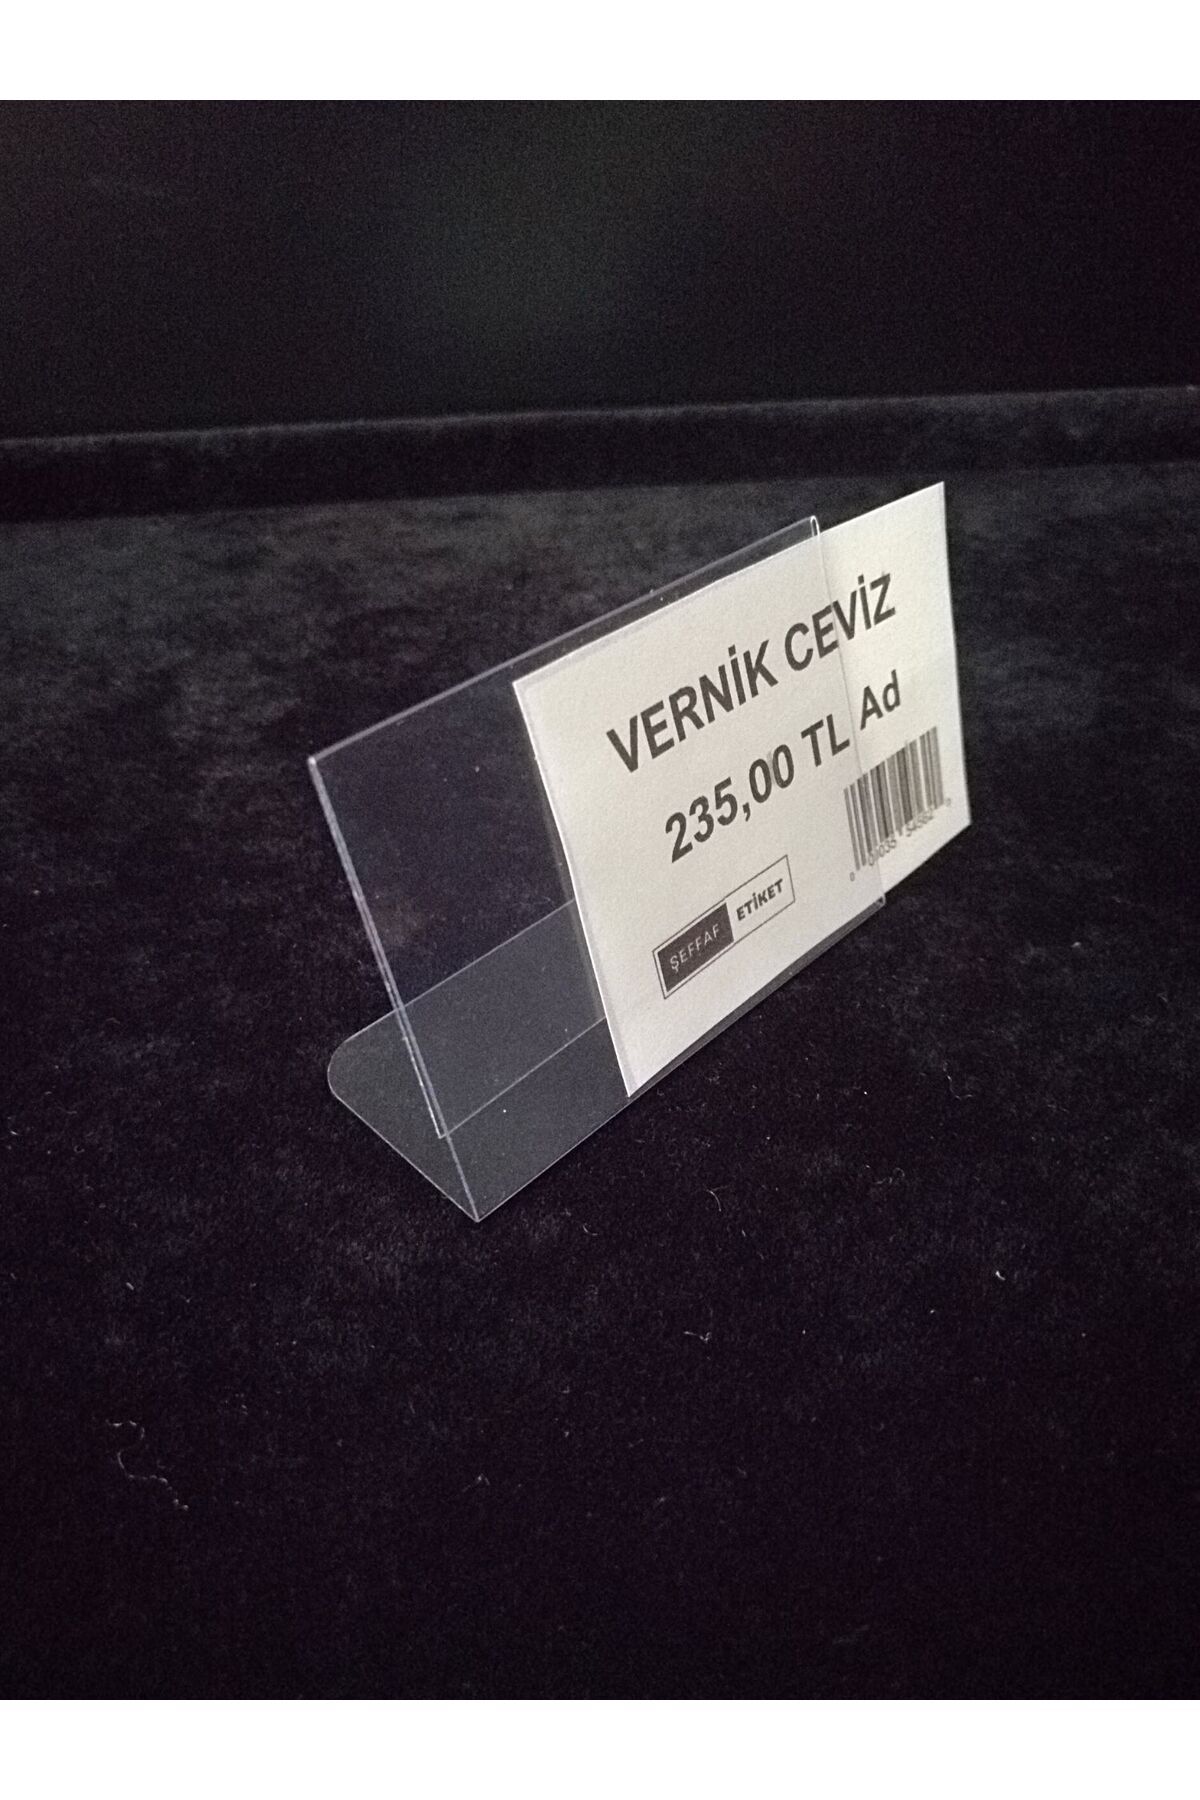 VERNİK CEVİZ
235,00 TL Ad
ŞEFFAF ETİKET